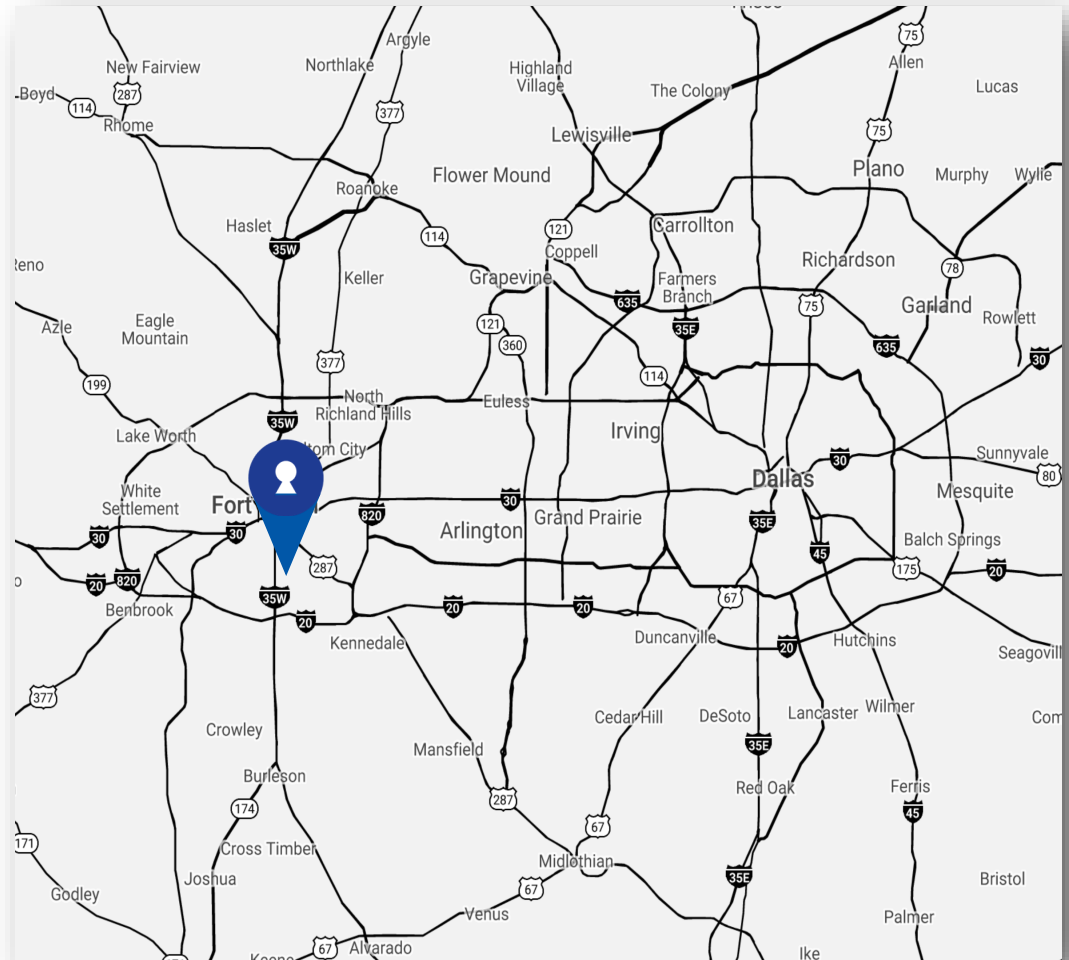 Argyle
75
New Fairview
Northlake
Highland
Village
Allen
Boyd
287
The Colony
Lucas
114
377
Rhome
Lewisville
75
Roanoke
Flower Mound
Plano
Murphy
Wylie
Haslet
35W
114
121
Carrollton
Coppell
Richardson
78
Keller
Grapevine
Farmers
Branch
635
75
Garland
Rowlett
Azle
Eagle
Mountain
121
360
35E
635
30
377
199
114
North
Richland Hills
Euless
35W
Lake Worth
Irving
Dallas
30
Sunnyvale
80
White
Settlement
Fort
30
Arlington
Grand Prairie
Mesquite
820
35E
30
30
45
Balch Springs
287
175
20
820
20
35W
67
Benbrook
20
20
20
Kennedale
Duncanville
20
Hutchins
377
Crowley
Mansfield
Cedar Hill
DeSoto
Lancaster
Wilmer
35E
Burleson
287
Red Oak
Ferris
174
67
45
171
Cross Timber
Midlothian
Joshua
67
35E
Bristol
Godley
Venus
Palmer
67
Alvarado
Ike